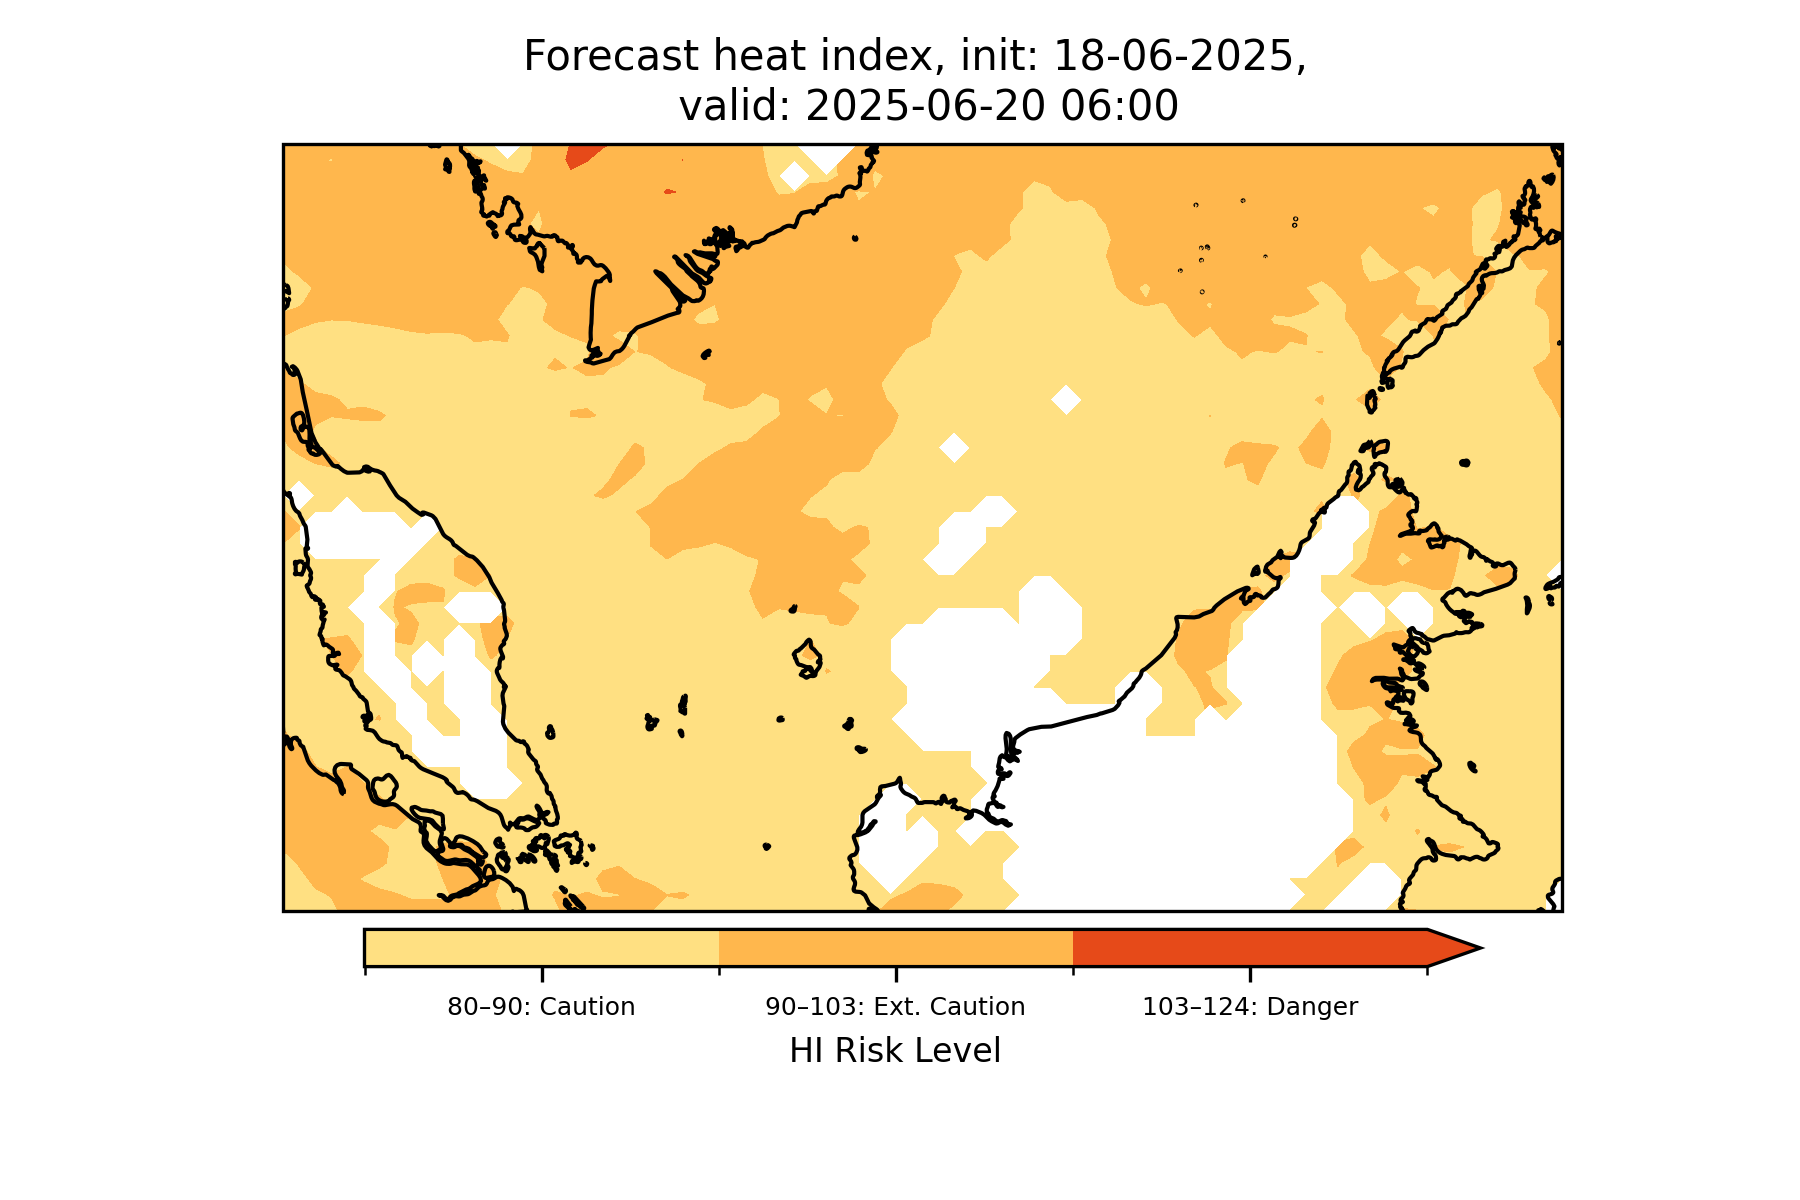 Forecast heat index, init: 18-06-2025,
valid: 2025-06-20 06:00
80–90: Caution
90–103: Ext. Caution
103–124: Danger
HI Risk Level